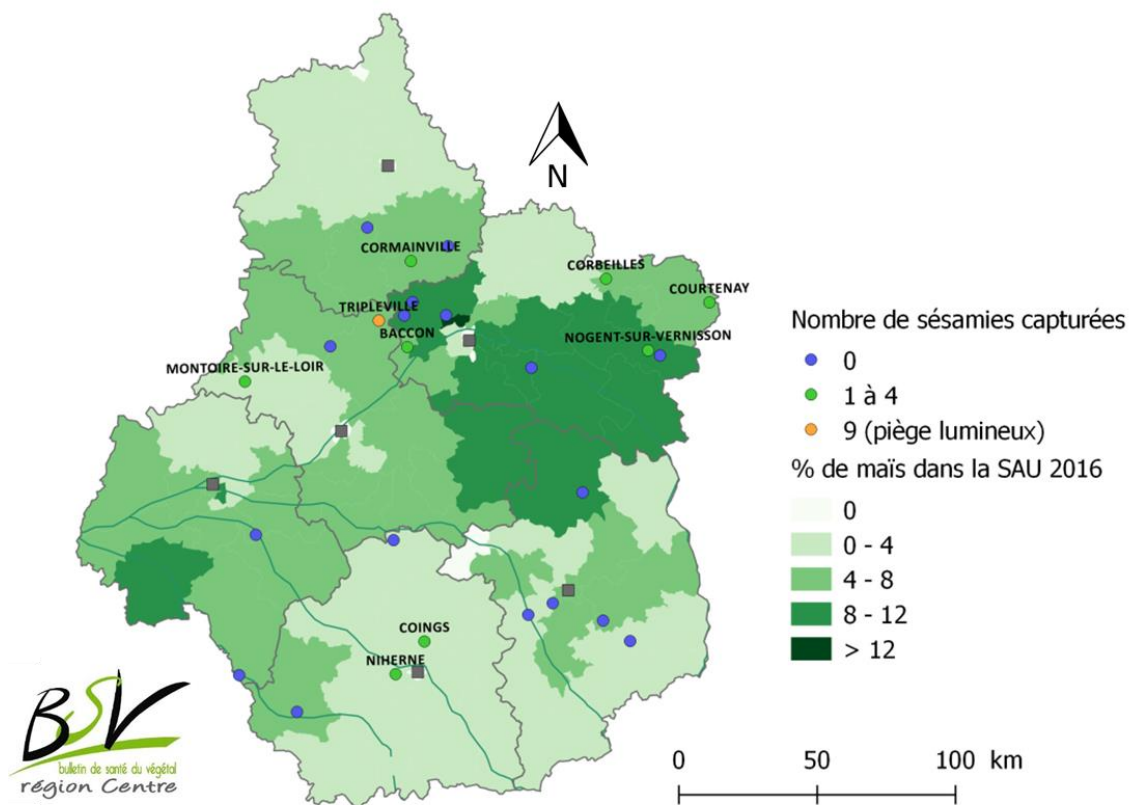 N
CORMAINVILLE
CORBEILLES
COURTENAY
TRIPLEVILLE
BACCON
NOGENT-SUR-VERNISSON
MONTOIRE-SUR-LE-LOIR
COINGS
NIHERNE
Nombre de sésamies capturées
0
1 à 4
9 (piège lumineux)
% de maïs dans la SAU 2016
0
0 - 4
4 - 8
8 - 12
> 12
BSV
bulletin de santé du végétal
région Centre
0 50 100 km